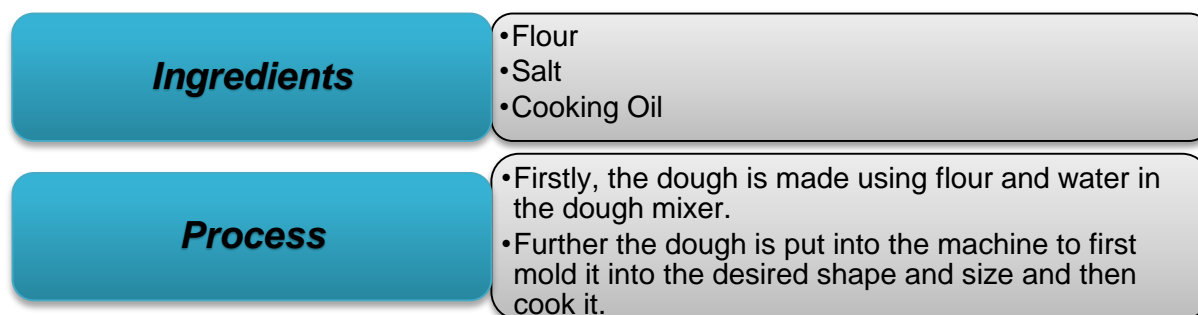 Ingredients
•Flour
•Salt
•Cooking Oil
Process
•Firstly, the dough is made using flour and water in
the dough mixer.
•Further the dough is put into the machine to first
mold it into the desired shape and size and then
cook it.